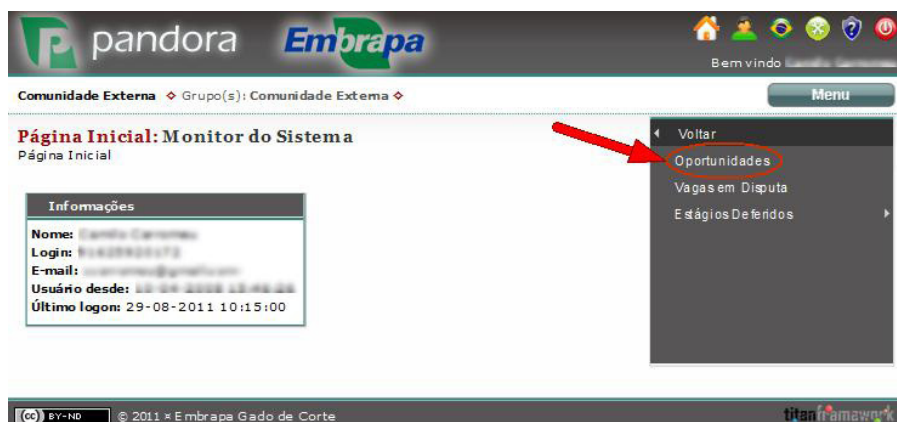 pandora Embrapa
Bem vindo
Comunidade Externa Grupo(s): Comunidade Externa
Menu
Página Inicial: Monitor do Sistema
Página Inicial
Voltar
Oportunidades
Vagas em Disputa
Estágios Deferidos
Informações
Nome:
Login:
E-mail:
Usuário desde:
Último logon: 29-08-2011 10:15:00
(cc) BY-ND © 2011 × Embrapa Gado de Corte
titanframework